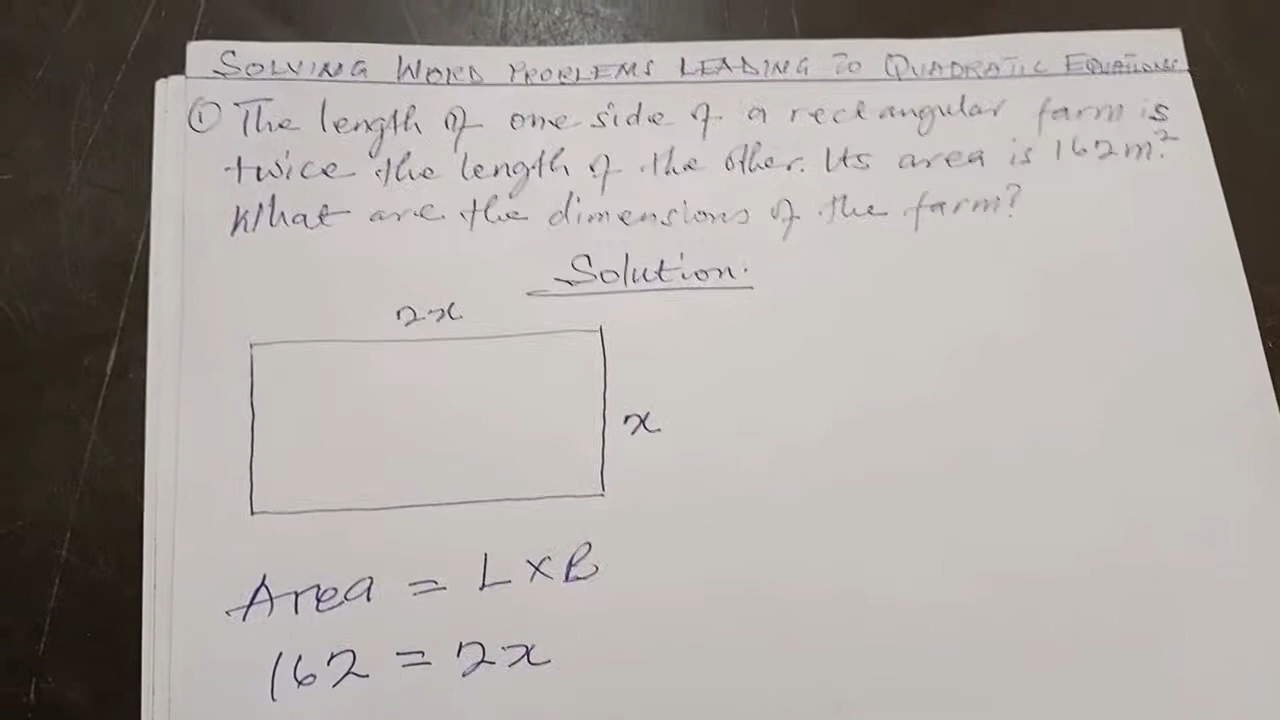 SOLVING WORD PROBLEMS LEADING TO QUADRATIC EQUATIONS
① The length of one side of a rectangular farm is
twice the length of the other. Its area is 162m².
What are the dimensions of the farm?
Solution.
2x
x
Area = L×B
162 = 2x